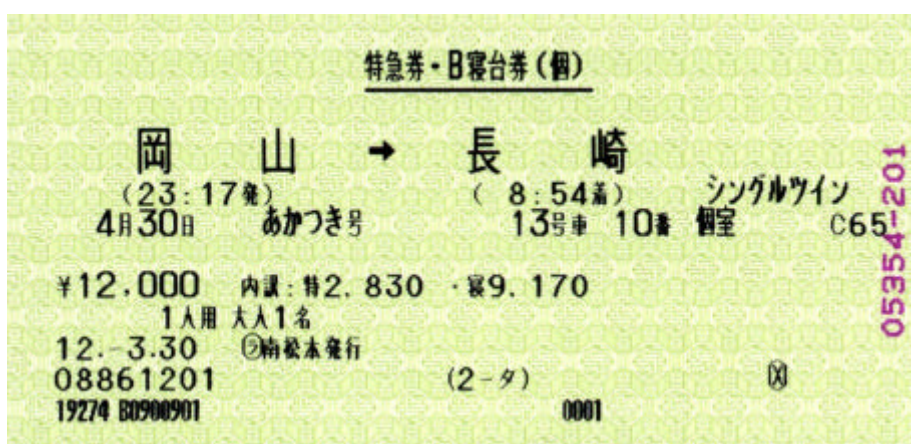 特急券・B寝台券(個)
岡山 → 長崎
(23:17発) (8:54着) シングルツイン
4月30日 あかつき号 13号車 10番 個室 C65
¥12,000 内訳:特2,830・寝9,170
1人用 大人1名
12.-3.30 ㋶南松本発行
08861201 (2-タ) Ⓧ
19274 B0900901 0001
05354-201